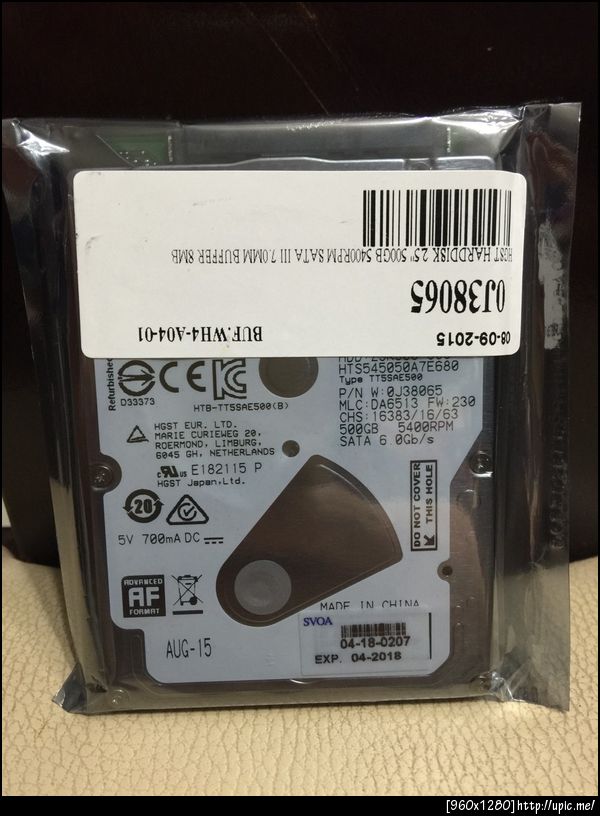 HGST HARDDISK 2.5" 500GB 5400RPM SATA III 7.0MM BUFFER 8MB
0J38065
08-09-2015
BUF.WH4-A04-01
HTS545050A7E680
Type TT5SAE500
P/N W:0J38065
MLC: DA6513 FW: 230
CHS: 16383/16/63
500GB 5400RPM
SATA 6.0Gb/s
Refurbished
D33373
CE
KC
HTB-TT5SAE500(B)
HGST EUR. LTD.
MARIE CURIEWEG 20,
ROERMOND, LIMBURG,
6045 GH, NETHERLANDS
c RU us E182115 P
HGST Japan,Ltd.
20
5V 700mA DC
DO NOT COVER
THIS HOLE
ADVANCED
AF
FORMAT
MADE IN CHINA
AUG-15
SVOA
04-18-0207
EXP. 04-2018
[960x1280]http://upic.me/